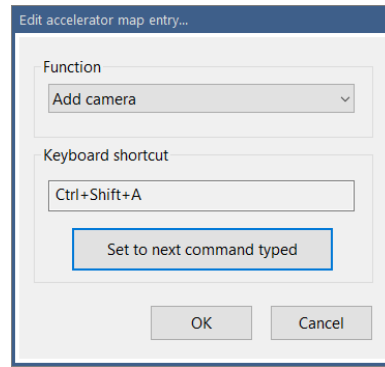 Edit accelerator map entry...
Function
Add camera
Keyboard shortcut
Ctrl+Shift+A
Set to next command typed
OK
Cancel